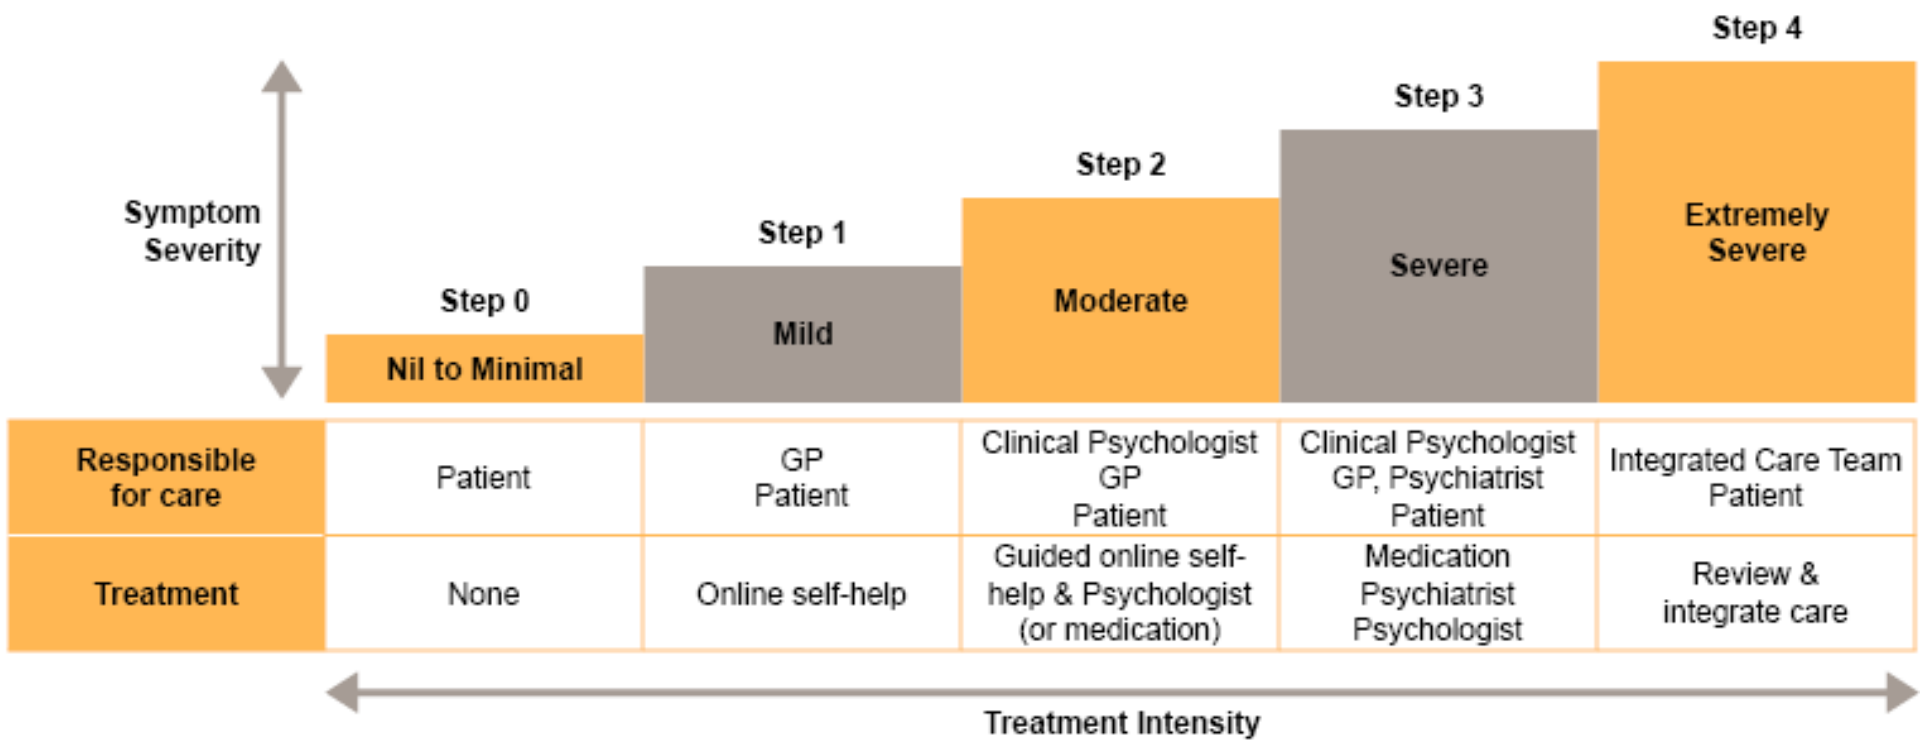 Step 4
Step 3
Step 2
Step 1
Step 0
Symptom
Severity
Nil to Minimal
Mild
Moderate
Severe
Extremely
Severe
Responsible
for care
Patient
GP
Patient
Clinical Psychologist
GP
Patient
Clinical Psychologist
GP, Psychiatrist
Patient
Integrated Care Team
Patient
Treatment
None
Online self-help
Guided online self-
help & Psychologist
(or medication)
Medication
Psychiatrist
Psychologist
Review &
integrate care
Treatment Intensity